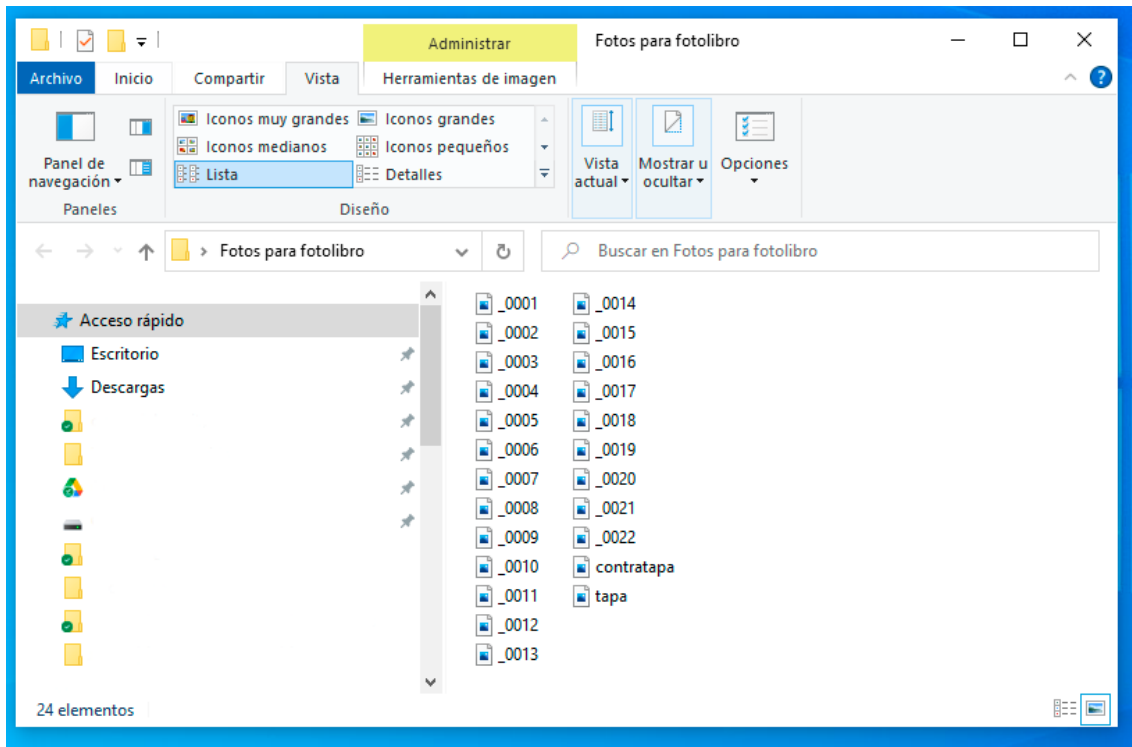 Administrar
Fotos para fotolibro
Archivo Inicio Compartir Vista Herramientas de imagen
Panel de navegación
Iconos muy grandes Iconos grandes
Iconos medianos Iconos pequeños
Lista Detalles
Vista actual
Mostrar u ocultar
Opciones
Paneles Diseño
Fotos para fotolibro
Buscar en Fotos para fotolibro
Acceso rápido
Escritorio
Descargas
_0001
_0002
_0003
_0004
_0005
_0006
_0007
_0008
_0009
_0010
_0011
_0012
_0013
_0014
_0015
_0016
_0017
_0018
_0019
_0020
_0021
_0022
contratapa
tapa
24 elementos